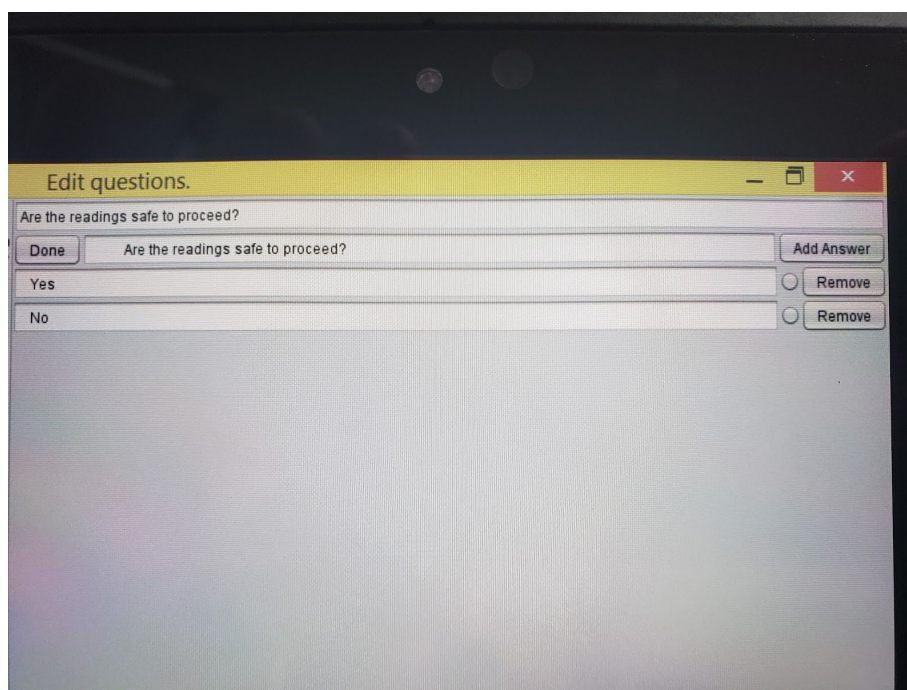 Edit questions.
Are the readings safe to proceed?
Done Are the readings safe to proceed? Add Answer
Yes Remove
No Remove